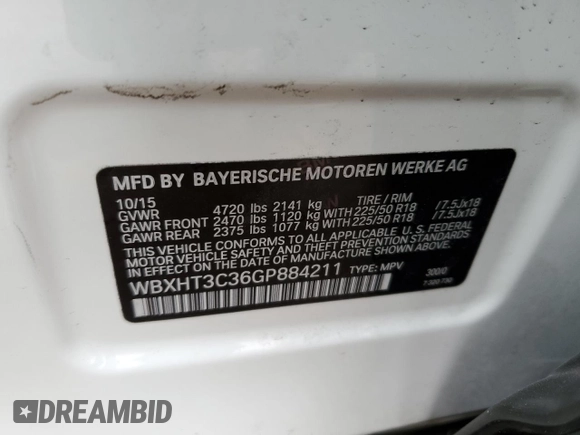 MFD BY BAYERISCHE MOTOREN WERKE AG
10/15 TIRE / RIM
GVWR 4720 lbs 2141 kg
GAWR FRONT 2470 lbs 1120 kg WITH 225/50 R18 /7.5Jx18
GAWR REAR 2375 lbs 1077 kg WITH 225/50 R18 /7.5Jx18
THIS VEHICLE CONFORMS TO ALL APPLICABLE U. S. FEDERAL
MOTOR VEHICLE SAFETY, BUMPER, AND THEFT PREVENTION
STANDARDS IN EFFECT ON THE DATE OF MANUFACTURE
SHOWN ABOVE.
WBXHT3C36GP884211 TYPE: MPV
300/0
DREAMBID